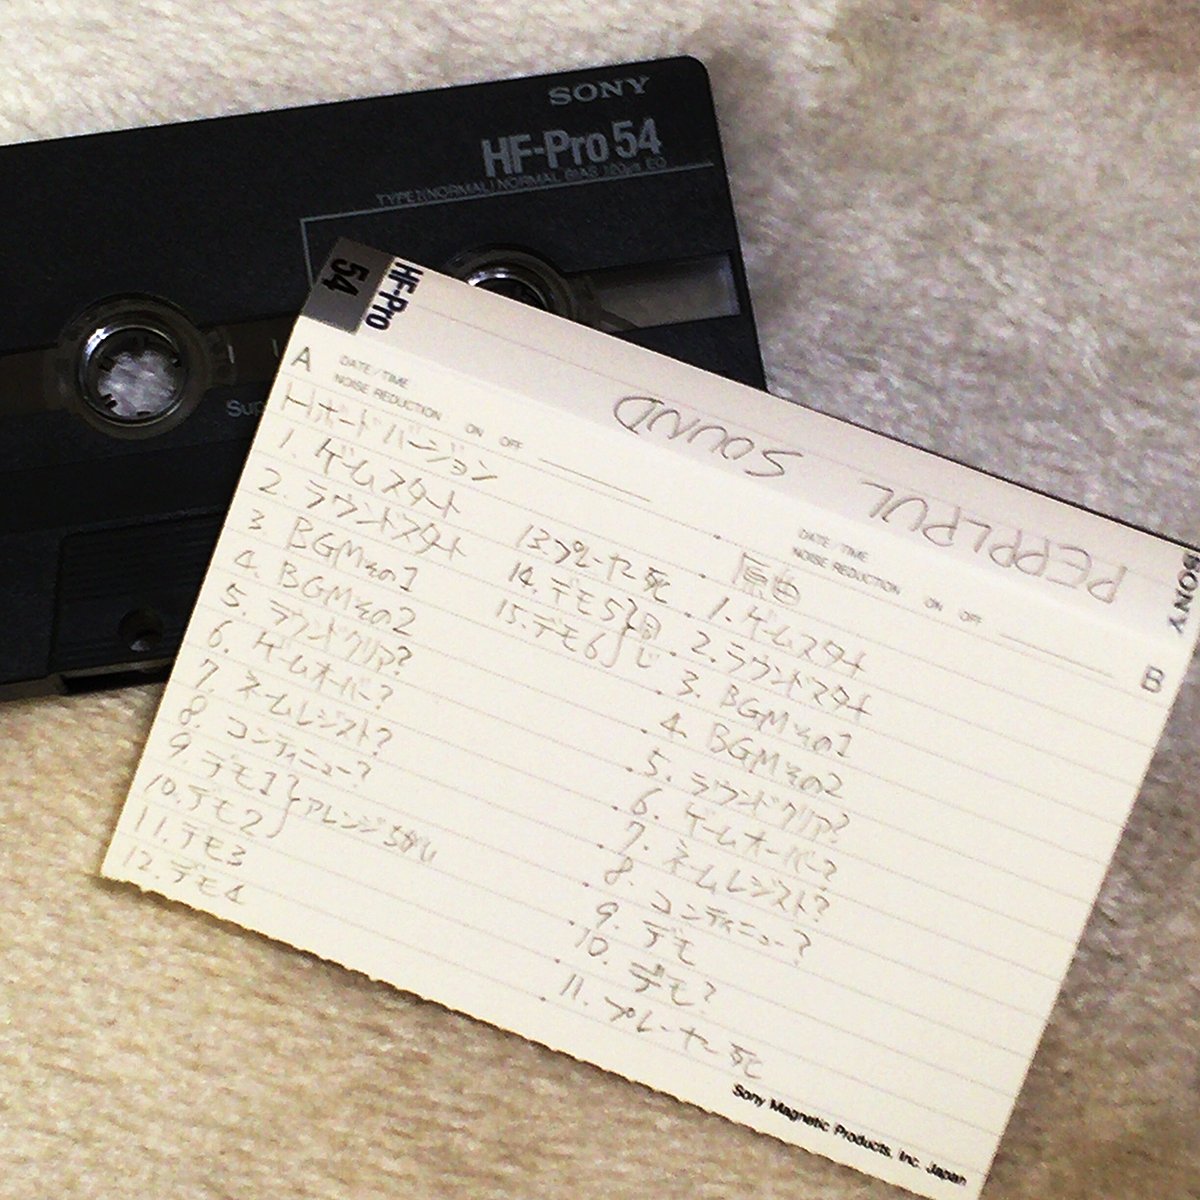 SONY
HF-Pro 54
TYPE I (NORMAL) NORMAL BIAS 120μs EQ
HF-Pro
54
PEPPLPUL SOUND
SONY
A
DATE/TIME
NOISE REDUCTION ON OFF
Hボードバージョン
1. ゲームスタート
2. ラウンドスタート
3. BGMその1
4. BGMその2
5. ラウンドクリア?
6. ゲームオーバー?
7. ネームレジスト?
8. コンティニュー?
9. デモ1
10. デモ2
アレンジ
11. デモ3
12. デモ4
13 プレーヤー死
14. デモ5
15. デモ6
同じ
B
DATE/TIME
NOISE REDUCTION ON OFF
原曲
1. ゲームスタート
2. ラウンドスタート
3. BGMその1
4. BGMその2
5. ラウンドクリア?
6. ゲームオーバー?
7. ネームレジスト?
8. コンティニュー?
9. デモ
10. デモ?
11. プレーヤー死
Sony Magnetic Products, Inc. Japan